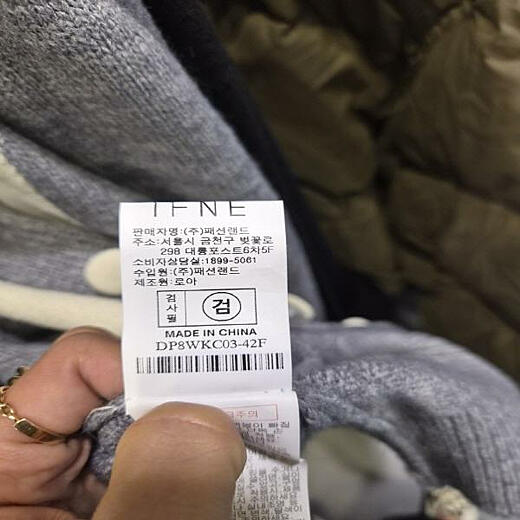 IFNE
판매자명:(주)패션랜드
주소:서울시 금천구 벚꽃로
298 대륭포스트6차5F
소비자상담실:1899-5061
수입원:(주)패션랜드
제조원:로아
검사필 검
MADE IN CHINA
DP8WKC03-42F
주의